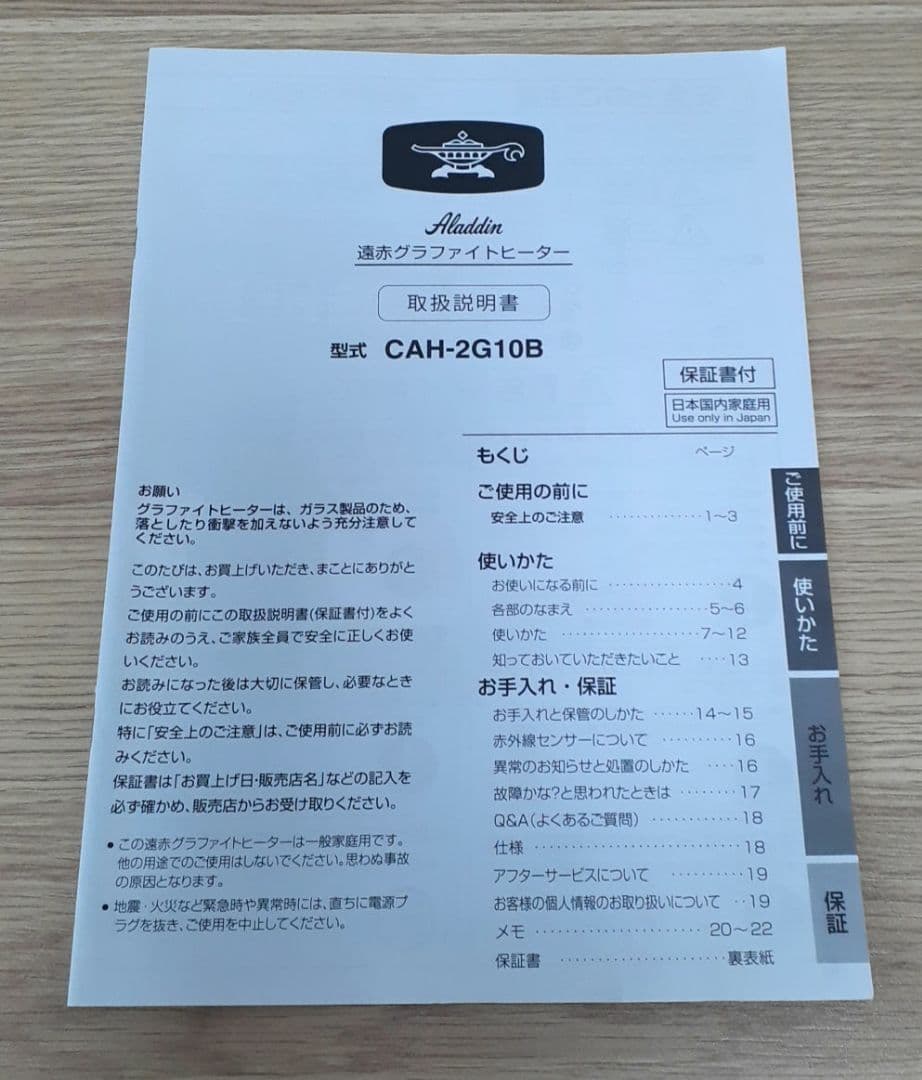 Aladdin
遠赤グラファイトヒーター
取扱説明書
型式 CAH-2G10B
保証書付
日本国内家庭用
Use only in Japan
お願い
グラファイトヒーターは、ガラス製品のため、
落としたり衝撃を加えないよう充分注意して
ください。
このたびは、お買上げいただき、まことにありがと
うございます。
ご使用の前にこの取扱説明書(保証書付)をよく
お読みのうえ、ご家族全員で安全に正しくお使
いください。
お読みになった後は大切に保管し、必要なとき
にお役立てください。
特に「安全上のご注意」は、ご使用前に必ずお読
みください。
保証書は「お買上げ日・販売店名」などの記入を
必ず確かめ、販売店からお受け取りください。
● この遠赤グラファイトヒーターは一般家庭用です。
他の用途でのご使用はしないでください。思わぬ事故
の原因となります。
● 地震・火災など緊急時や異常時には、直ちに電源プ
ラグを抜き、ご使用を中止してください。
もくじ ページ
ご使用の前に
安全上のご注意 ・・・・・・・・・・・・・・1～3
使いかた
お使いになる前に ・・・・・・・・・・・・・・・・・・4
各部のなまえ ・・・・・・・・・・・・・・・・・・5～6
使いかた ・・・・・・・・・・・・・・・・・・・・7～12
知っておいていただきたいこと ・・・・13
お手入れ・保証
お手入れと保管のしかた ・・・・・・14～15
赤外線センサーについて ・・・・・・・・・・16
異常のお知らせと処置のしかた ・・・・16
故障かな?と思われたときは ・・・・・・・・17
Q&A(よくあるご質問) ・・・・・・・・・・・・18
仕様 ・・・・・・・・・・・・・・・・・・・・・・・・・・18
アフターサービスについて ・・・・・・・・・・19
お客様の個人情報のお取り扱いについて ・・19
メモ ・・・・・・・・・・・・・・・・・・・・・・20～22
保証書 ・・・・・・・・・・・・・・・・・・・・・・裏表紙
ご使用前に
使いかた
お手入れ
保証